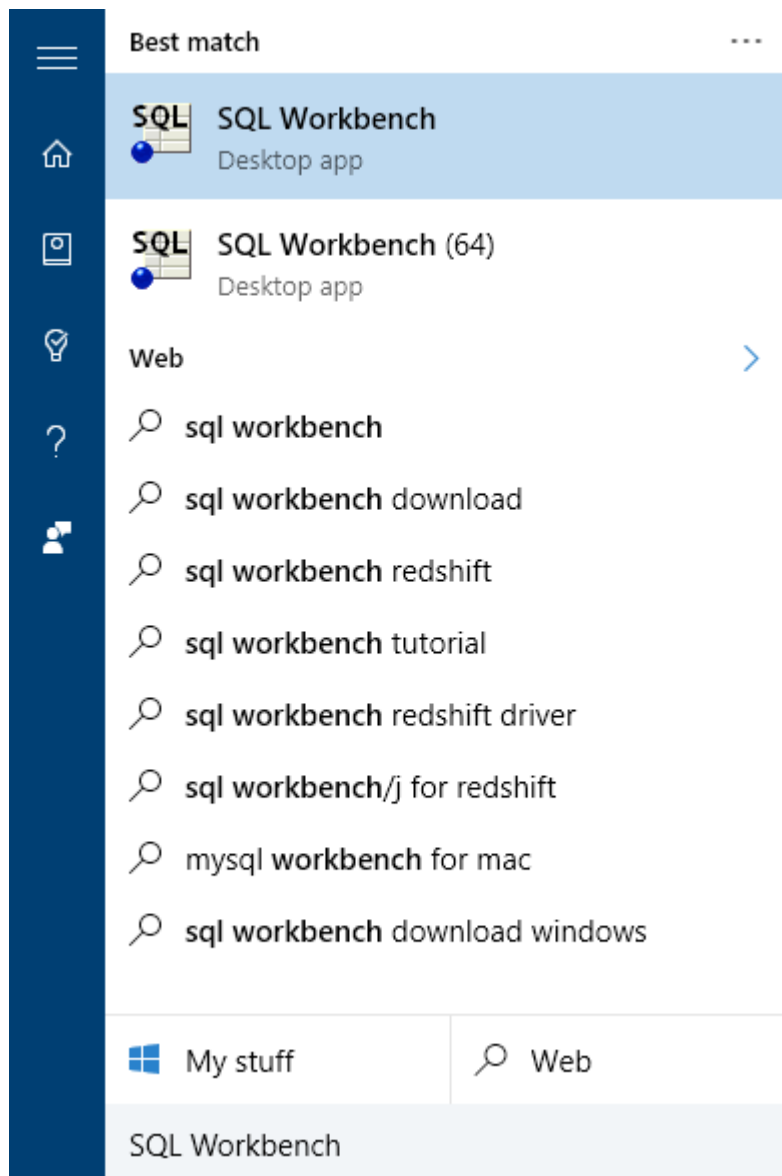 Best match
SQL
SQL Workbench
Desktop app
SQL
SQL Workbench (64)
Desktop app
Web
sql workbench
sql workbench download
sql workbench redshift
sql workbench tutorial
sql workbench redshift driver
sql workbench/j for redshift
mysql workbench for mac
sql workbench download windows
My stuff
Web
SQL Workbench